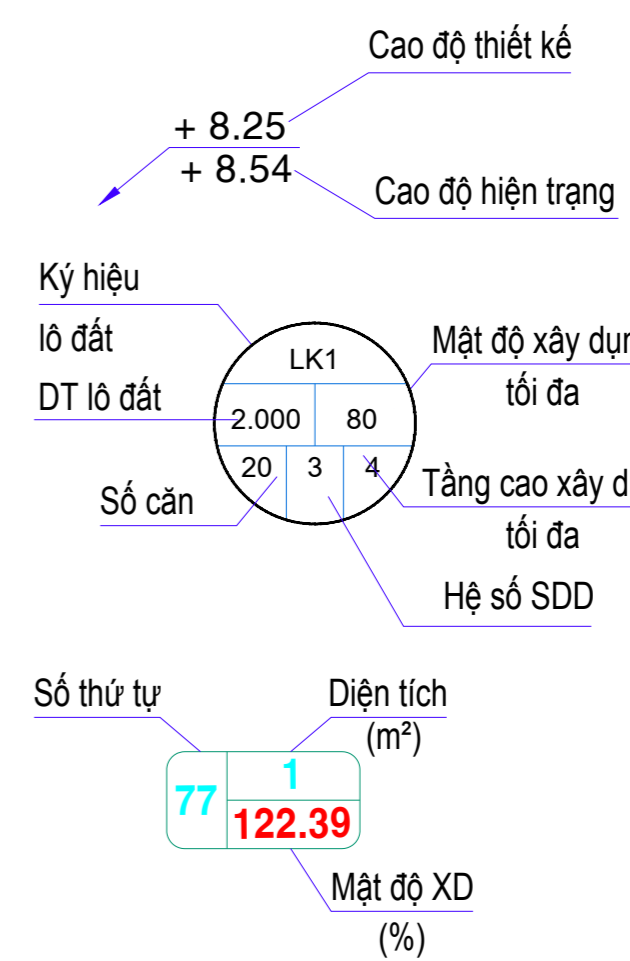 Cao độ thiết kế
+ 8.25
+ 8.54
Cao độ hiện trạng
Ký hiệu
lô đất
DT lô đất
LK1
2.000 80
20 3 4
Mật độ xây
tối đa
Số căn
Tầng cao xây
tối đa
Hệ số SDD
Số thứ tự
Diện tích
(m²)
77
1
122.39
Mật độ XD
(%)